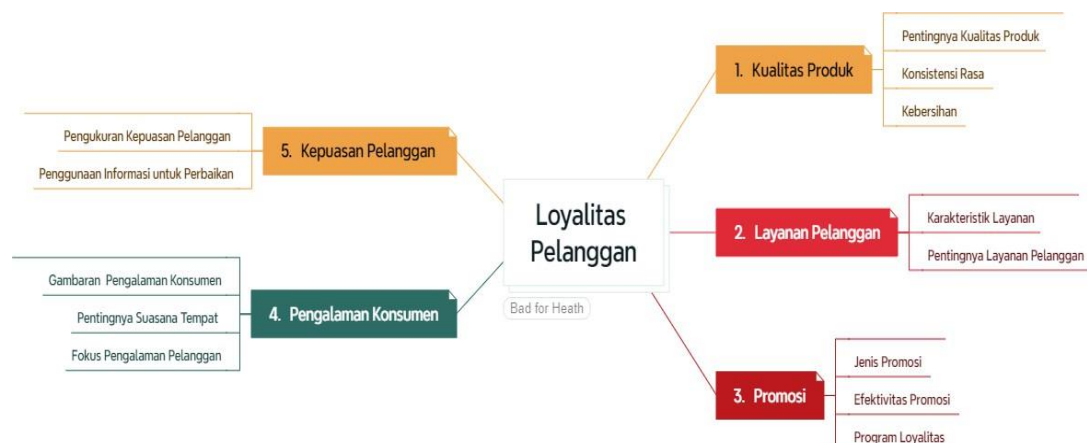 Loyalitas
Pelanggan
Bad for Heath
1. Kualitas Produk
Pentingnya Kualitas Produk
Konsistensi Rasa
Kebersihan
2. Layanan Pelanggan
Karakteristik Layanan
Pentingnya Layanan Pelanggan
3. Promosi
Jenis Promosi
Efektivitas Promosi
Program Loyalitas
4. Pengalaman Konsumen
Gambaran Pengalaman Konsumen
Pentingnya Suasana Tempat
Fokus Pengalaman Pelanggan
5. Kepuasan Pelanggan
Pengukuran Kepuasan Pelanggan
Penggunaan Informasi untuk Perbaikan